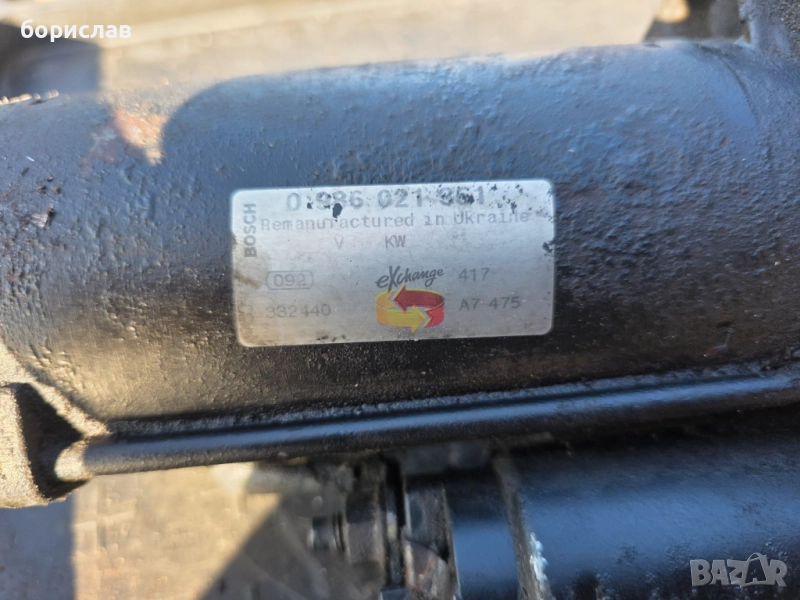 борислав
BOSCH
0 986 021 351
Remanufactured in Ukraine
V KW
092 eXchange 417
332440 A7 475
BAZAR